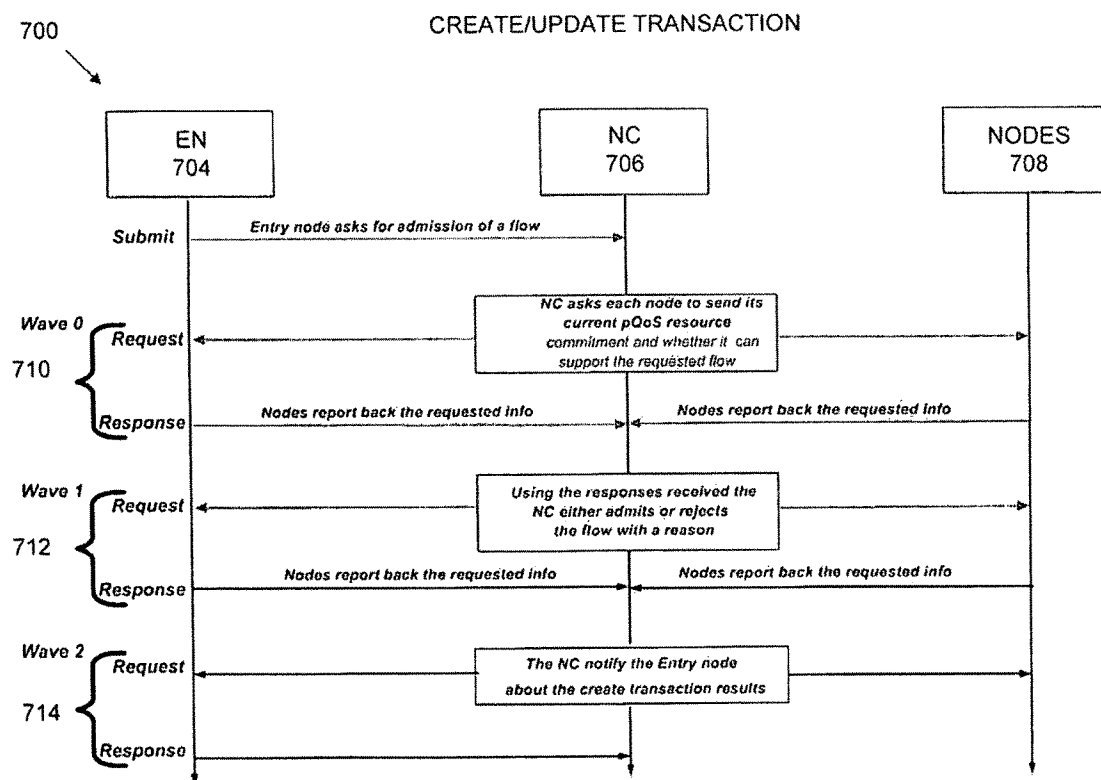 CREATE/UPDATE TRANSACTION
700
EN
704
NC
706
NODES
708
Submit
Entry node asks for admission of a flow
Wave 0
710
Request
NC asks each node to send its
current pQoS resource
commitment and whether it can
support the requested flow
Response
Nodes report back the requested info
Nodes report back the requested info
Wave 1
712
Request
Using the responses received the
NC either admits or rejects
the flow with a reason
Response
Nodes report back the requested info
Nodes report back the requested info
Wave 2
714
Request
The NC notify the Entry node
about the create transaction results
Response